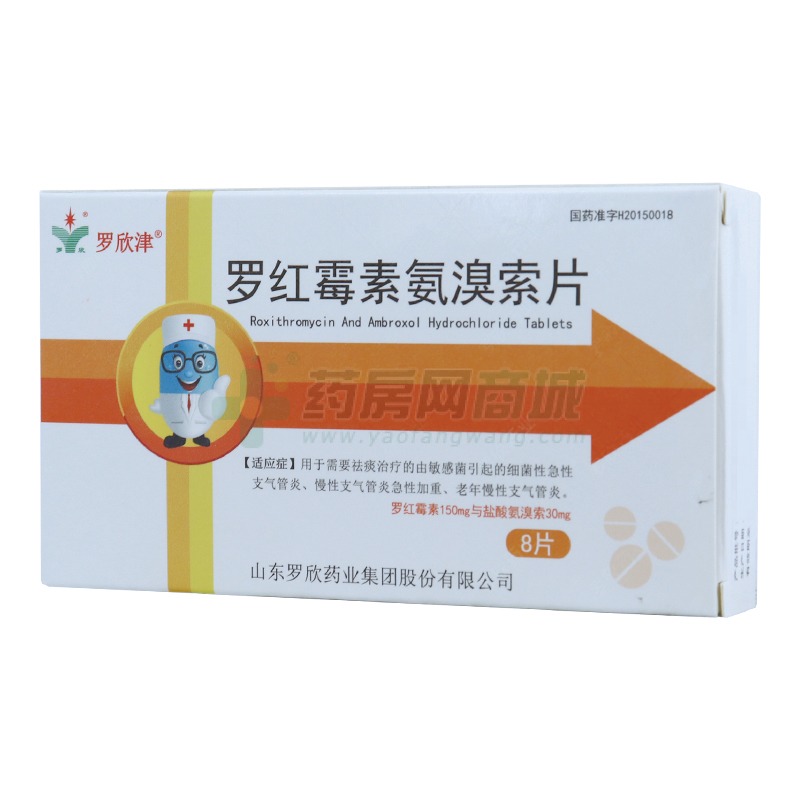 国药准字H20150018
罗欣
罗欣津®
罗红霉素氨溴索片
Roxithromycin And Ambroxol Hydrochloride Tablets
药房网商城
www.yaofangwang.com
【适应症】用于需要祛痰治疗的由敏感菌引起的细菌性急性
支气管炎、慢性支气管炎急性加重、老年慢性支气管炎。
罗红霉素150mg与盐酸氨溴索30mg
8片
山东罗欣药业集团股份有限公司